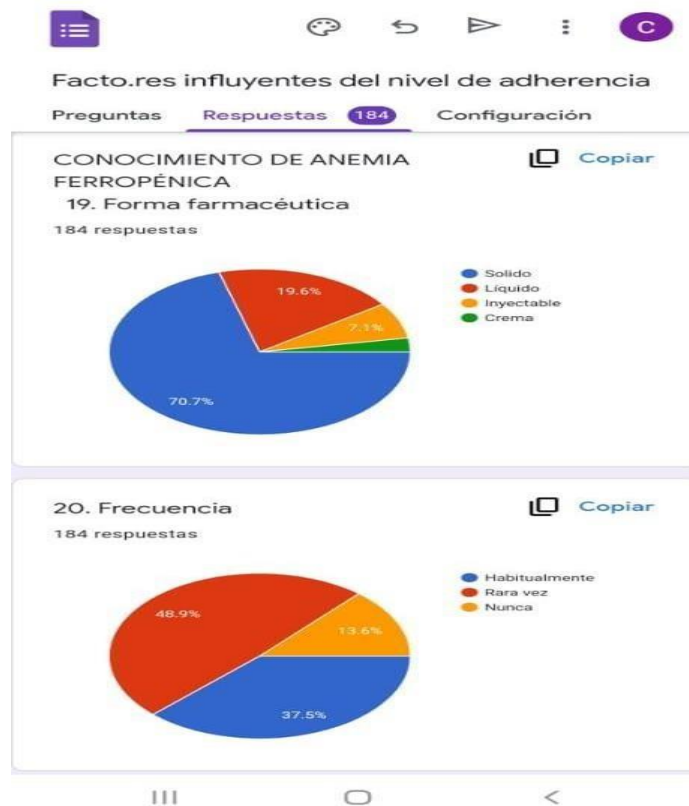 C
Facto.res influyentes del nivel de adherencia
Preguntas Respuestas 184 Configuración
CONOCIMIENTO DE ANEMIA
FERROPÉNICA
Copiar
19. Forma farmacéutica
184 respuestas
Solido
Líquido
Inyectable
Crema
19.6%
7.1%
70.7%
20. Frecuencia
Copiar
184 respuestas
Habitualmente
Rara vez
Nunca
48.9%
13.6%
37.5%